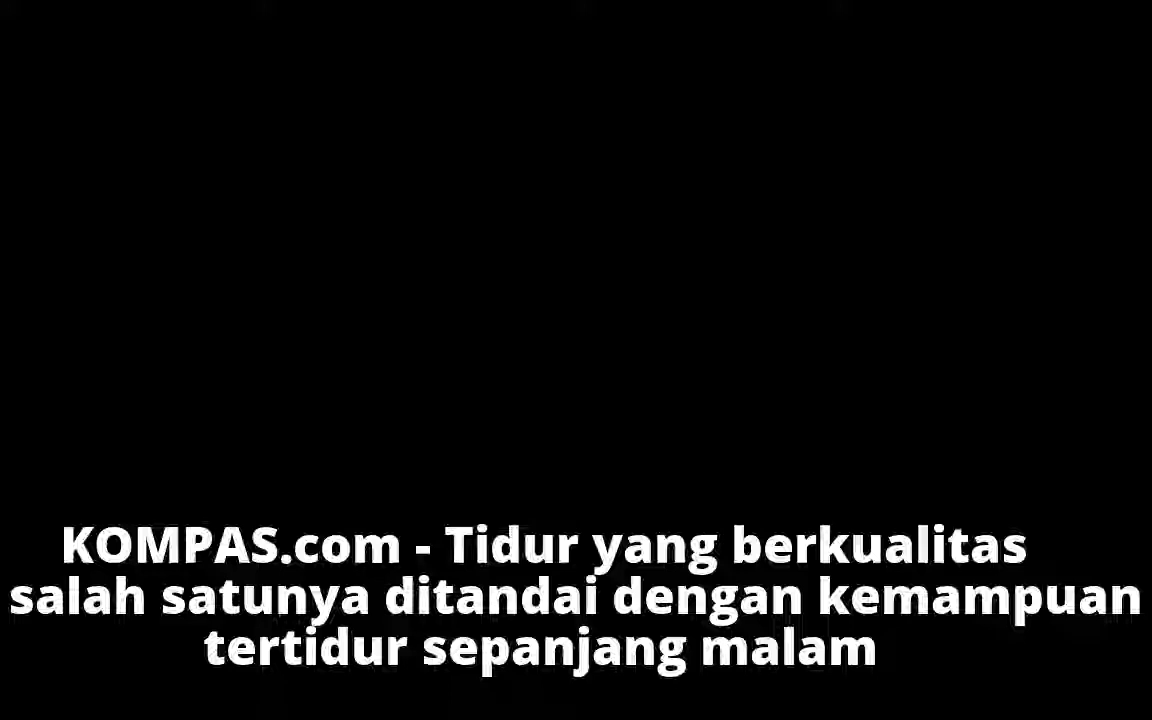 KOMPAS.com - Tidur yang berkualitas
salah satunya ditandai dengan kemampuan
tertidur sepanjang malam